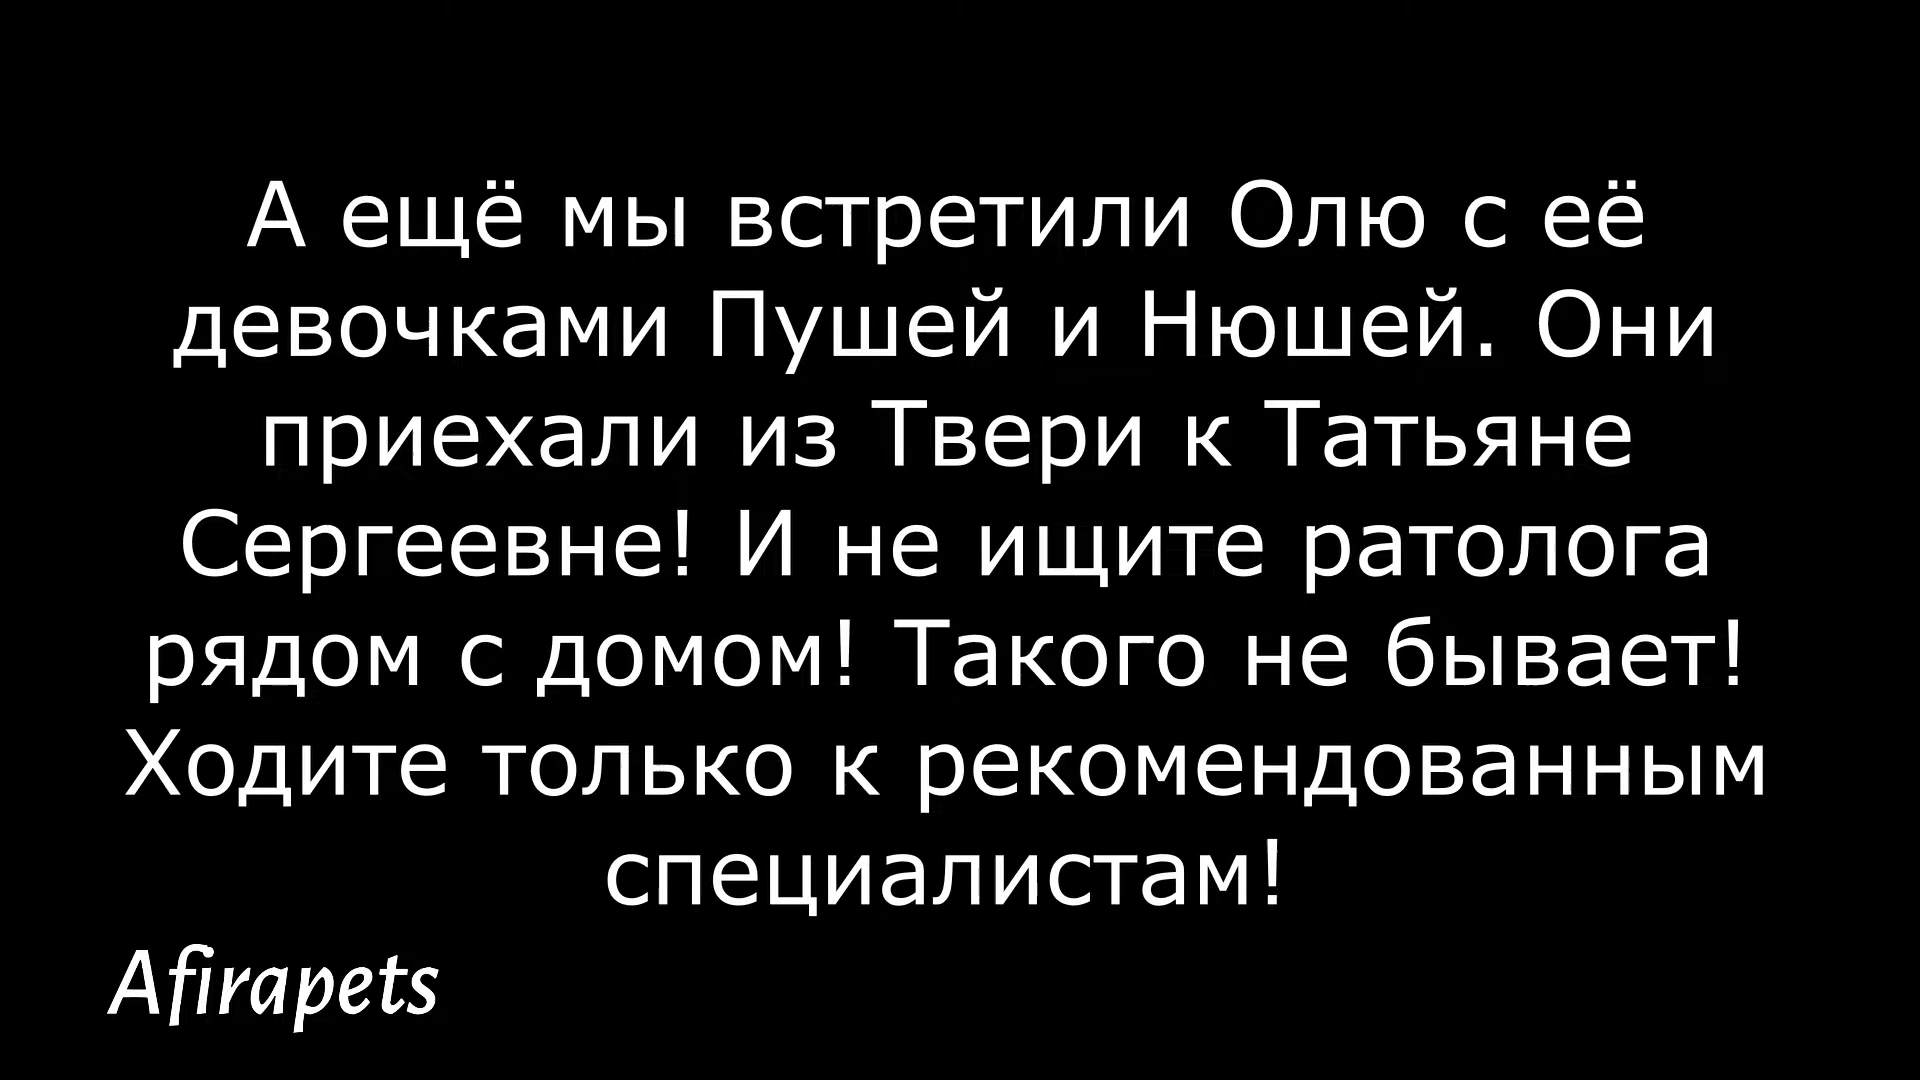 А ещё мы встретили Олю с её
девочками Пушей и Нюшей. Они
приехали из Твери к Татьяне
Сергеевне! И не ищите ратолога
рядом с домом! Такого не бывает!
Ходите только к рекомендованным
специалистам!
Afirapets